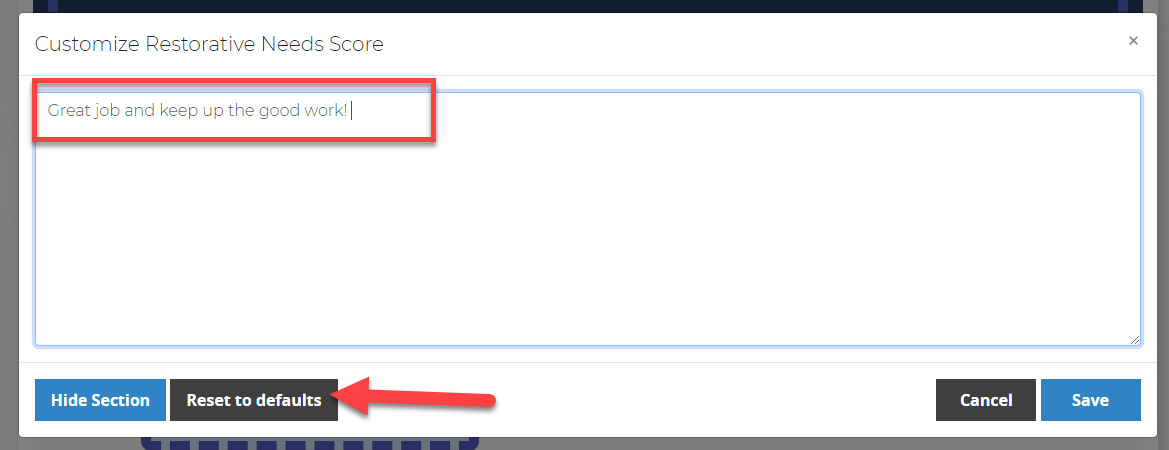 Customize Restorative Needs Score
×
Great job and keep up the good work!
Hide Section
Reset to defaults
Cancel
Save